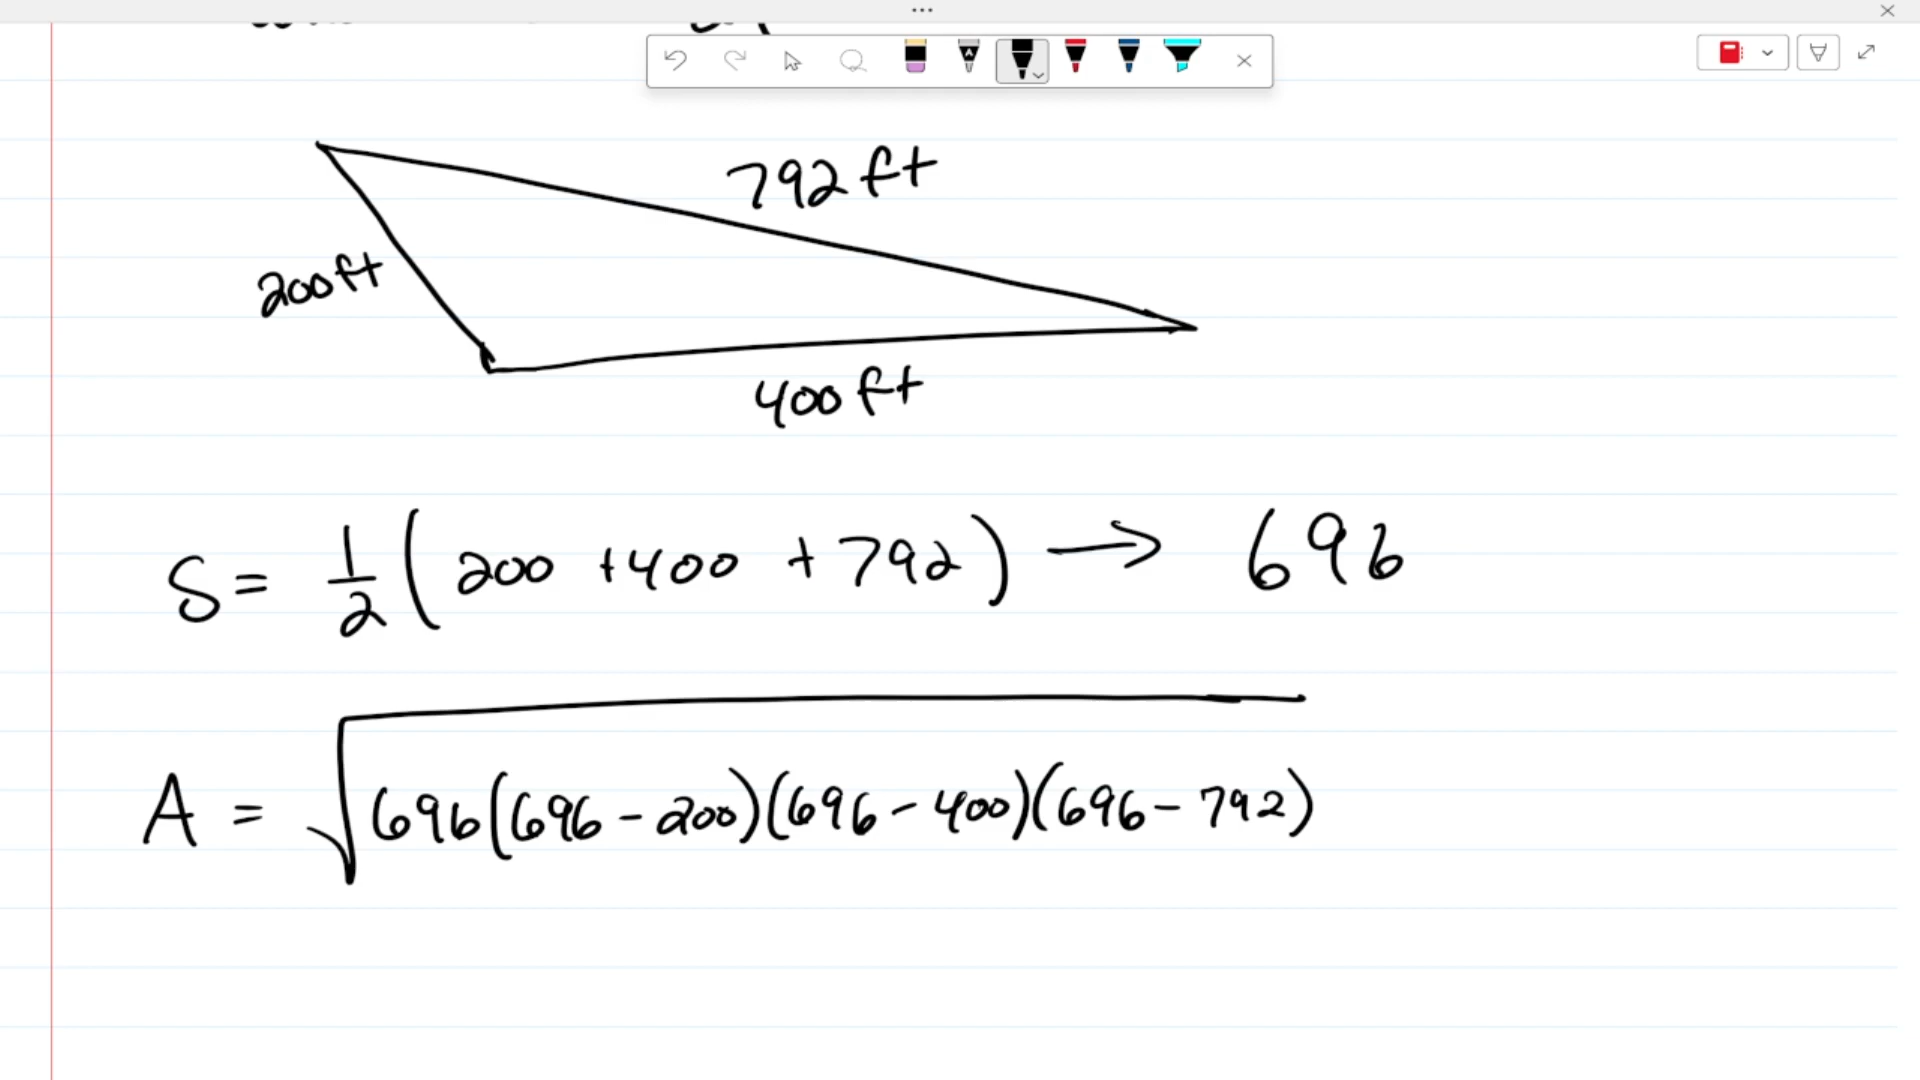 792 ft
200 ft
400 ft
S = 1/2 ( 200 + 400 + 792 ) → 696
A = √696(696 - 200)(696 - 400)(696 - 792)